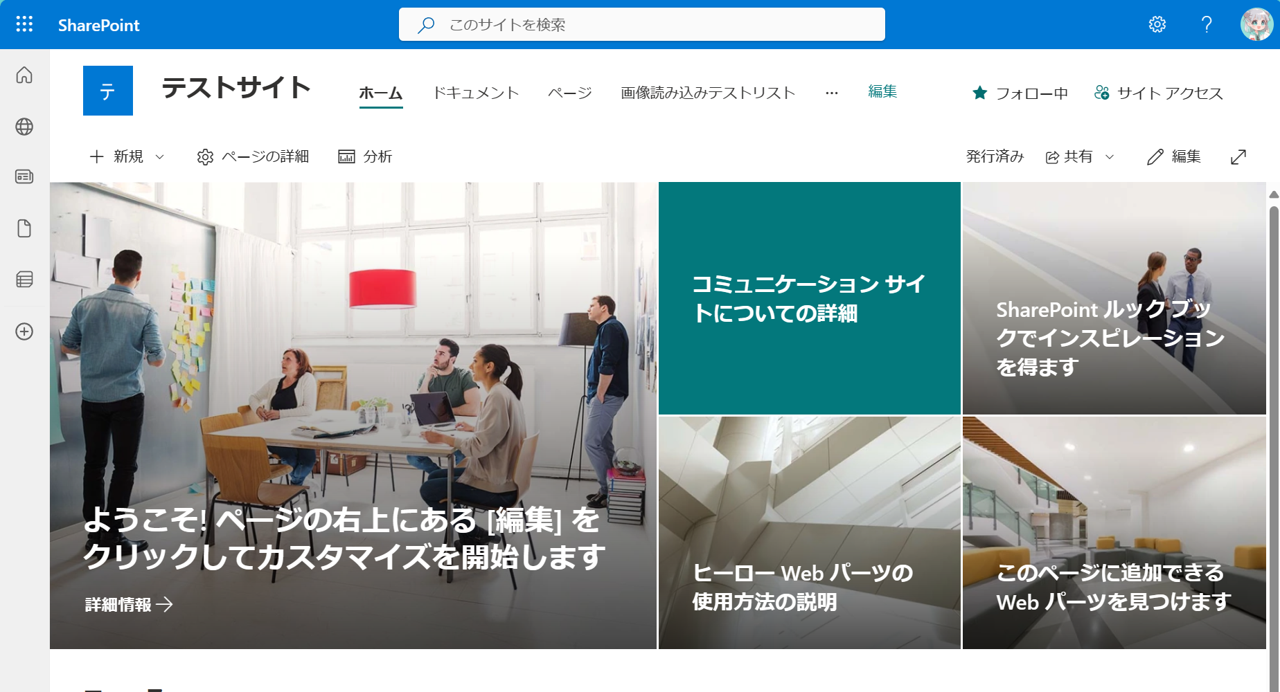 SharePoint
このサイトを検索
テ
テストサイト
ホーム ドキュメント ページ 画像読み込みテストリスト ··· 編集
フォロー中 サイト アクセス
新規 ページの詳細 分析
発行済み 共有 編集
ようこそ! ページの右上にある [編集] を
クリックしてカスタマイズを開始します
詳細情報
コミュニケーション サイ
トについての詳細
SharePoint ルック ブッ
クでインスピレーション
を得ます
ヒーロー Web パーツの
使用方法の説明
このページに追加できる
Web パーツを見つけます